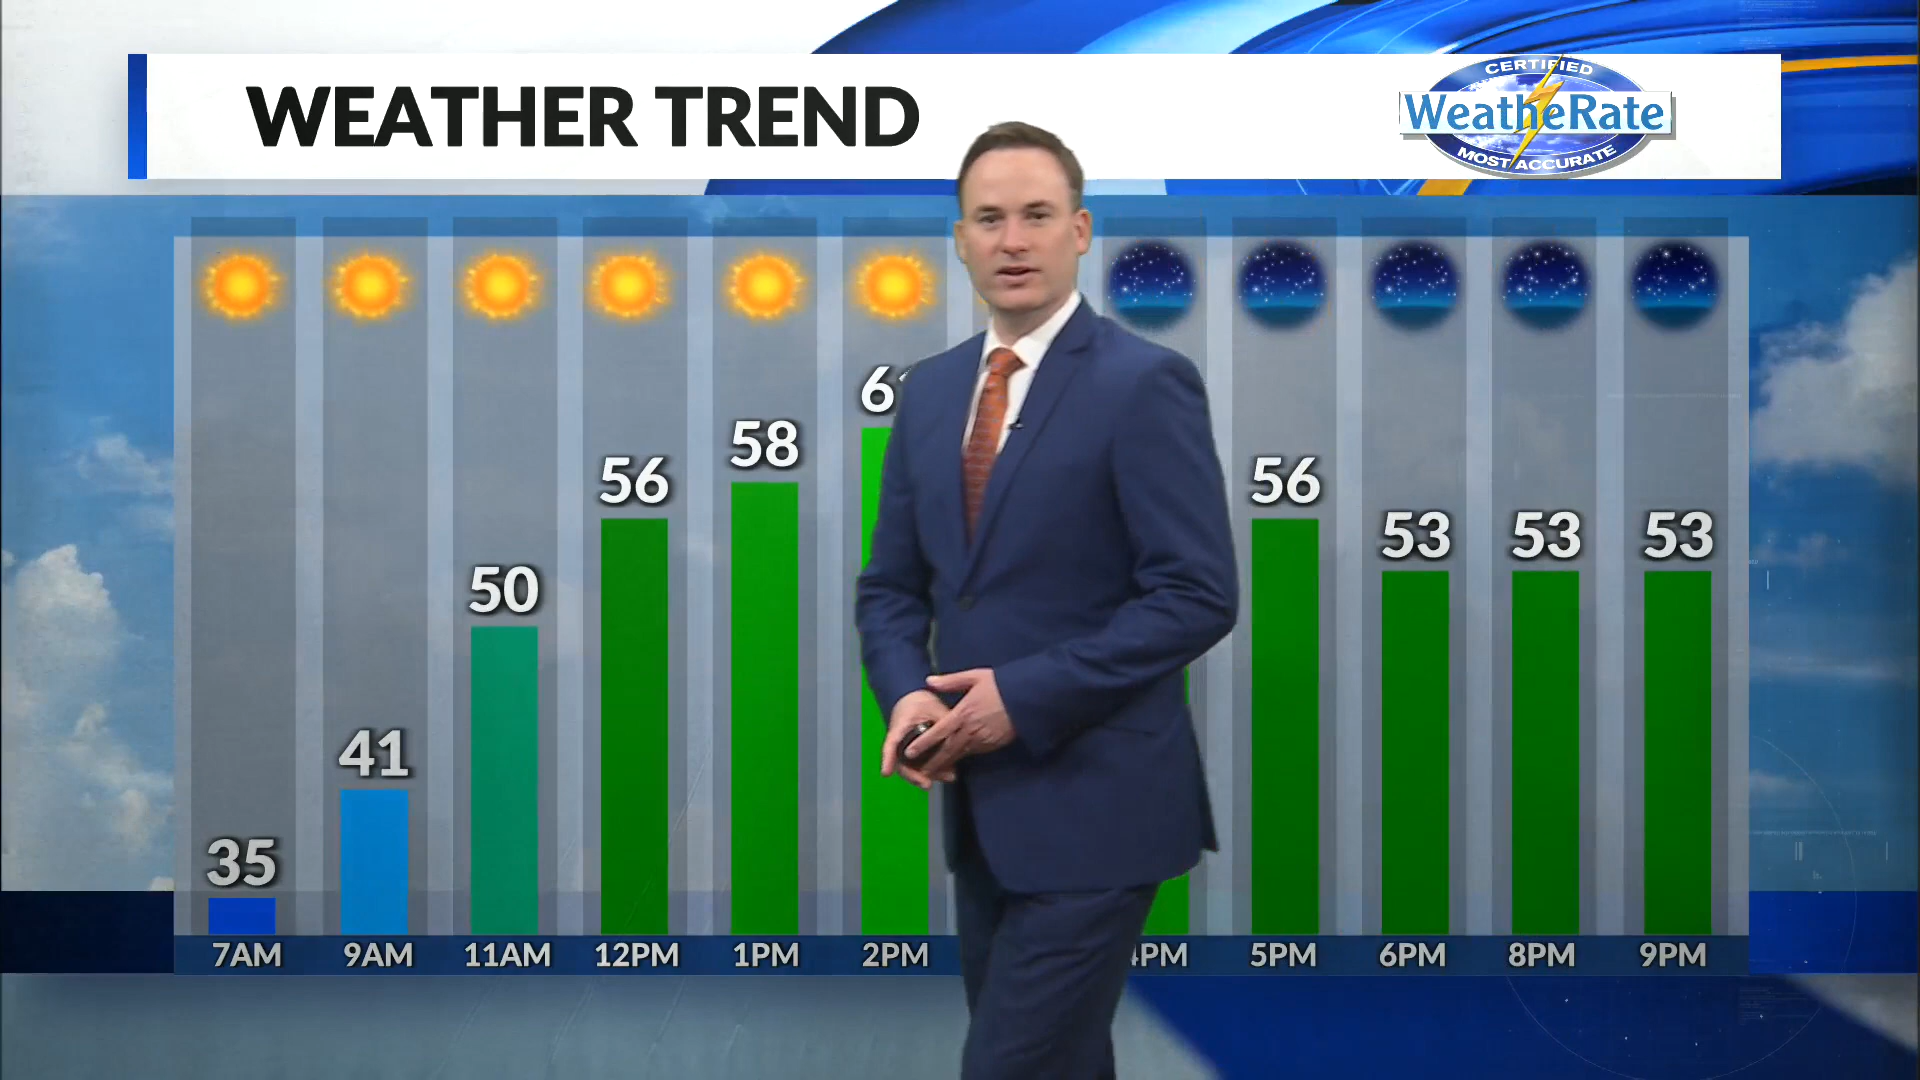 WEATHER TREND
CERTIFIED
WeatheRate
MOST ACCURATE
35
41
50
56
58
56
53
53
53
7AM
9AM
11AM
12PM
1PM
2PM
5PM
6PM
8PM
9PM